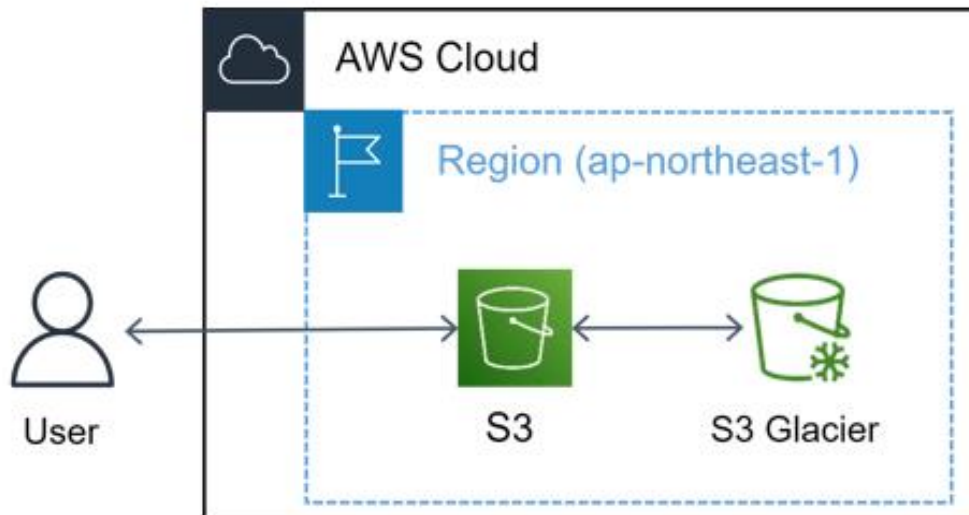 AWS Cloud
Region (ap-northeast-1)
User
S3
S3 Glacier